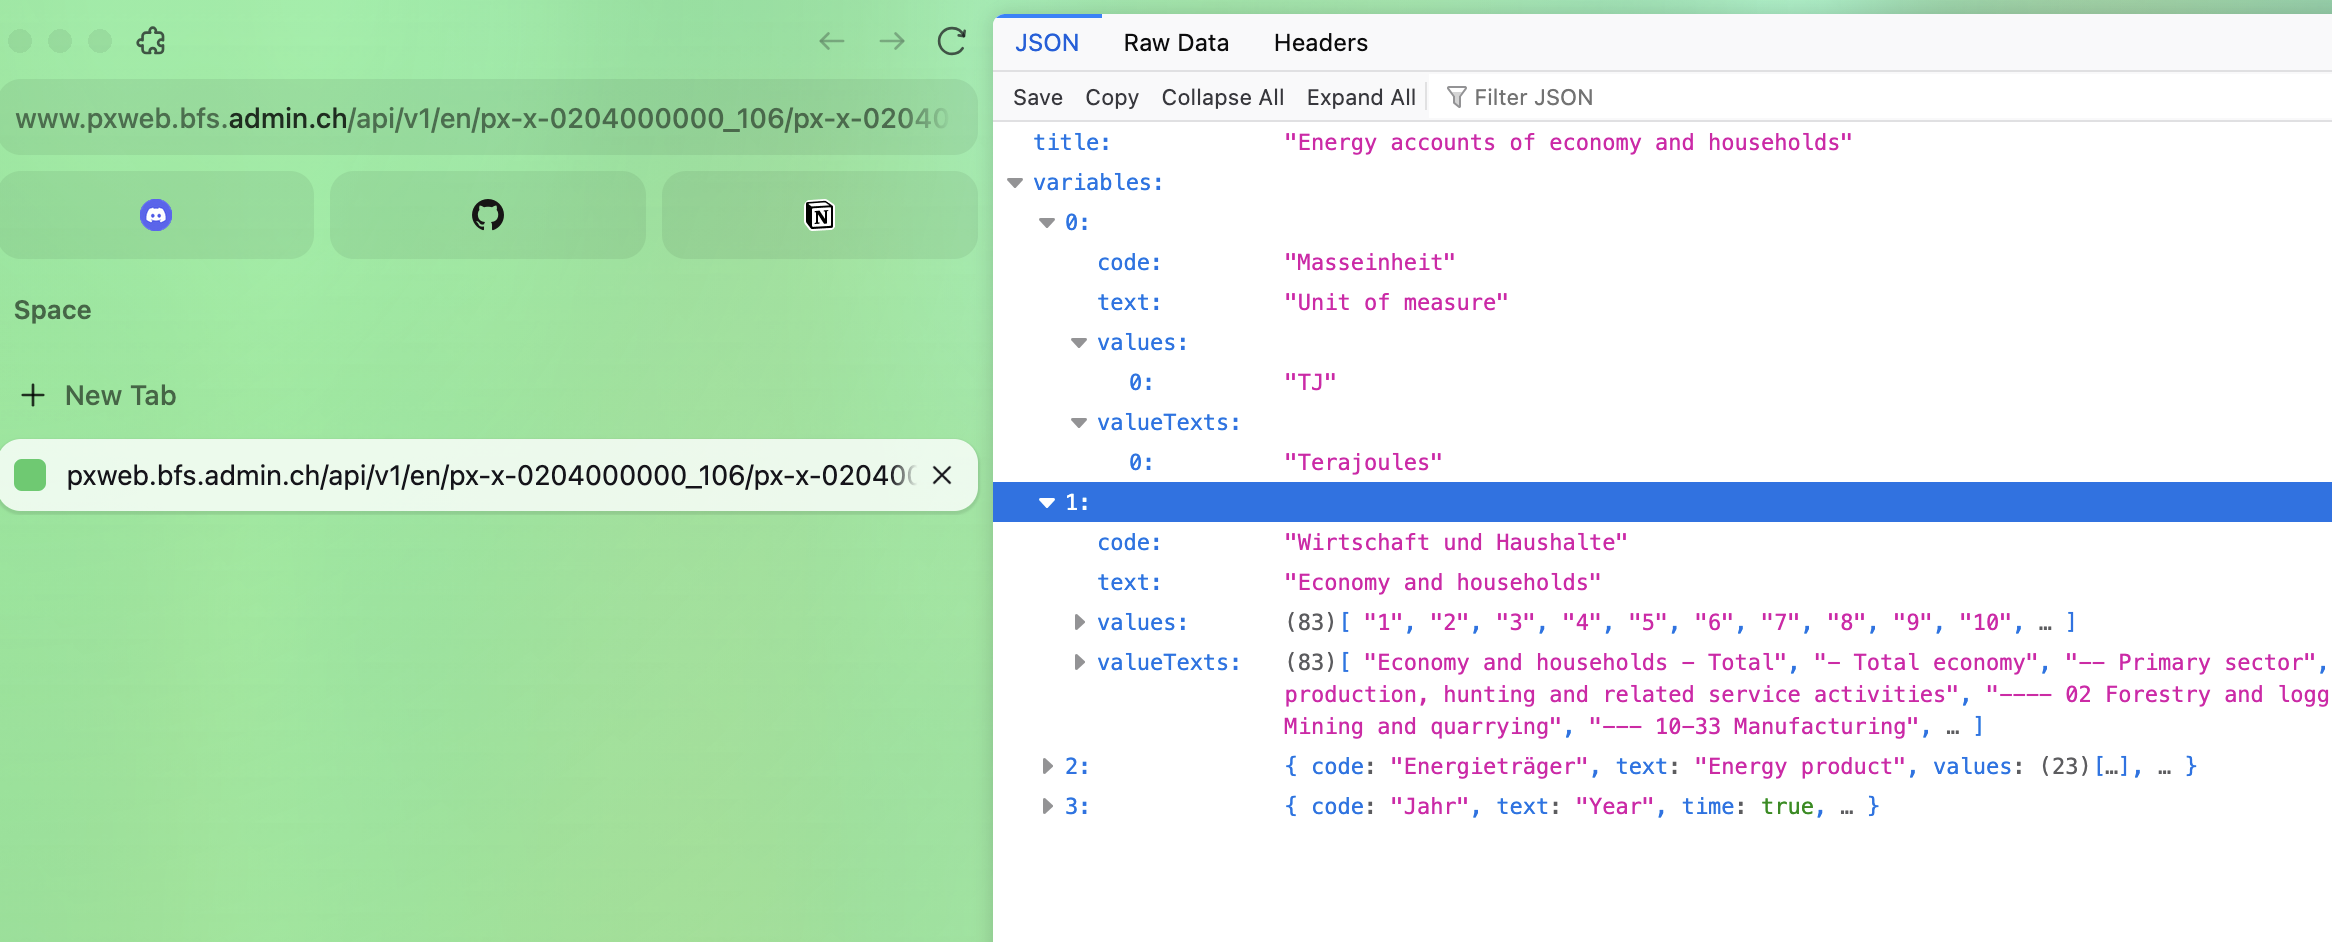 www.pxweb.bfs.admin.ch/api/v1/en/px-x-0204000000_106/px-x-02040
N
Space
New Tab
pxweb.bfs.admin.ch/api/v1/en/px-x-0204000000_106/px-x-02040
JSON Raw Data Headers
Save Copy Collapse All Expand All Filter JSON
title: "Energy accounts of economy and households"
variables:
0:
code: "Masseinheit"
text: "Unit of measure"
values:
0: "TJ"
valueTexts:
0: "Terajoules"
1:
code: "Wirtschaft und Haushalte"
text: "Economy and households"
values: (83)[ "1", "2", "3", "4", "5", "6", "7", "8", "9", "10", … ]
valueTexts: (83)[ "Economy and households - Total", "- Total economy", "-- Primary sector",
production, hunting and related service activities", "---- 02 Forestry and logg
Mining and quarrying", "--- 10-33 Manufacturing", … ]
2: { code: "Energieträger", text: "Energy product", values: (23)[…], … }
3: { code: "Jahr", text: "Year", time: true, … }